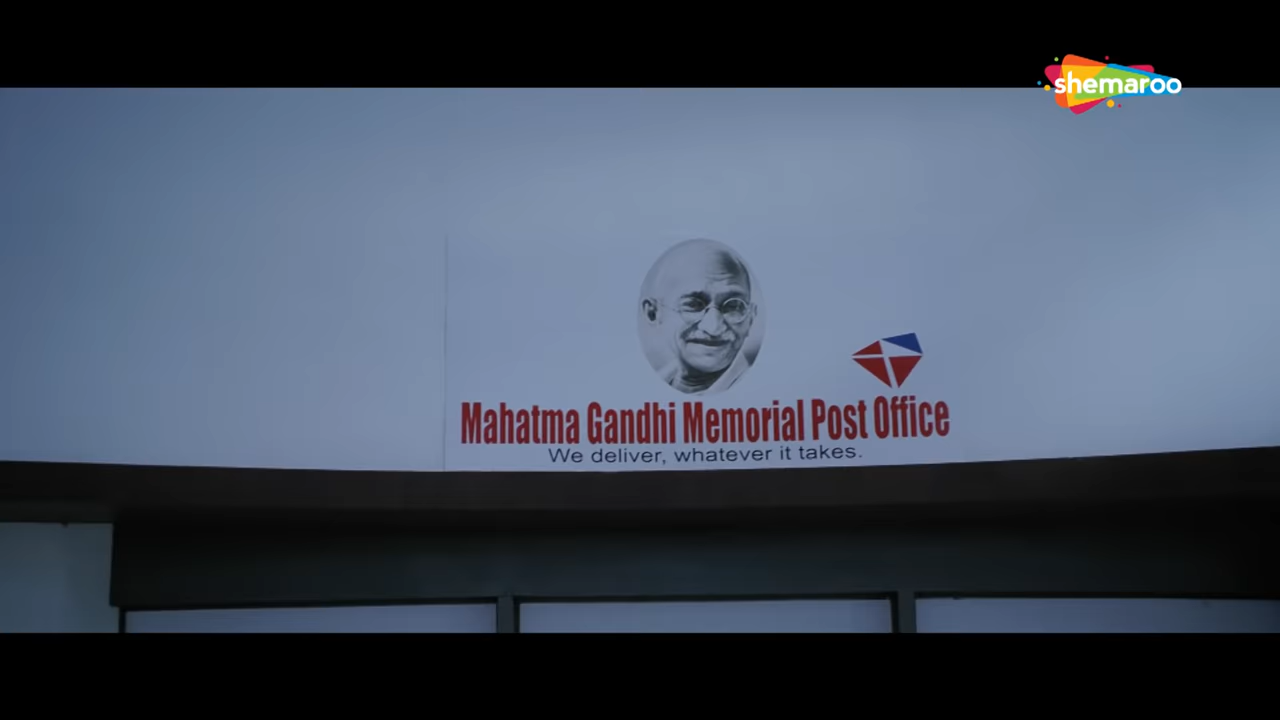 shemaroo
Mahatma Gandhi Memorial Post Office
We deliver, whatever it takes.